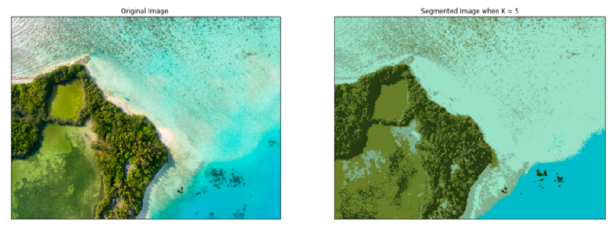 Original Image
Segmented Image when K = 5